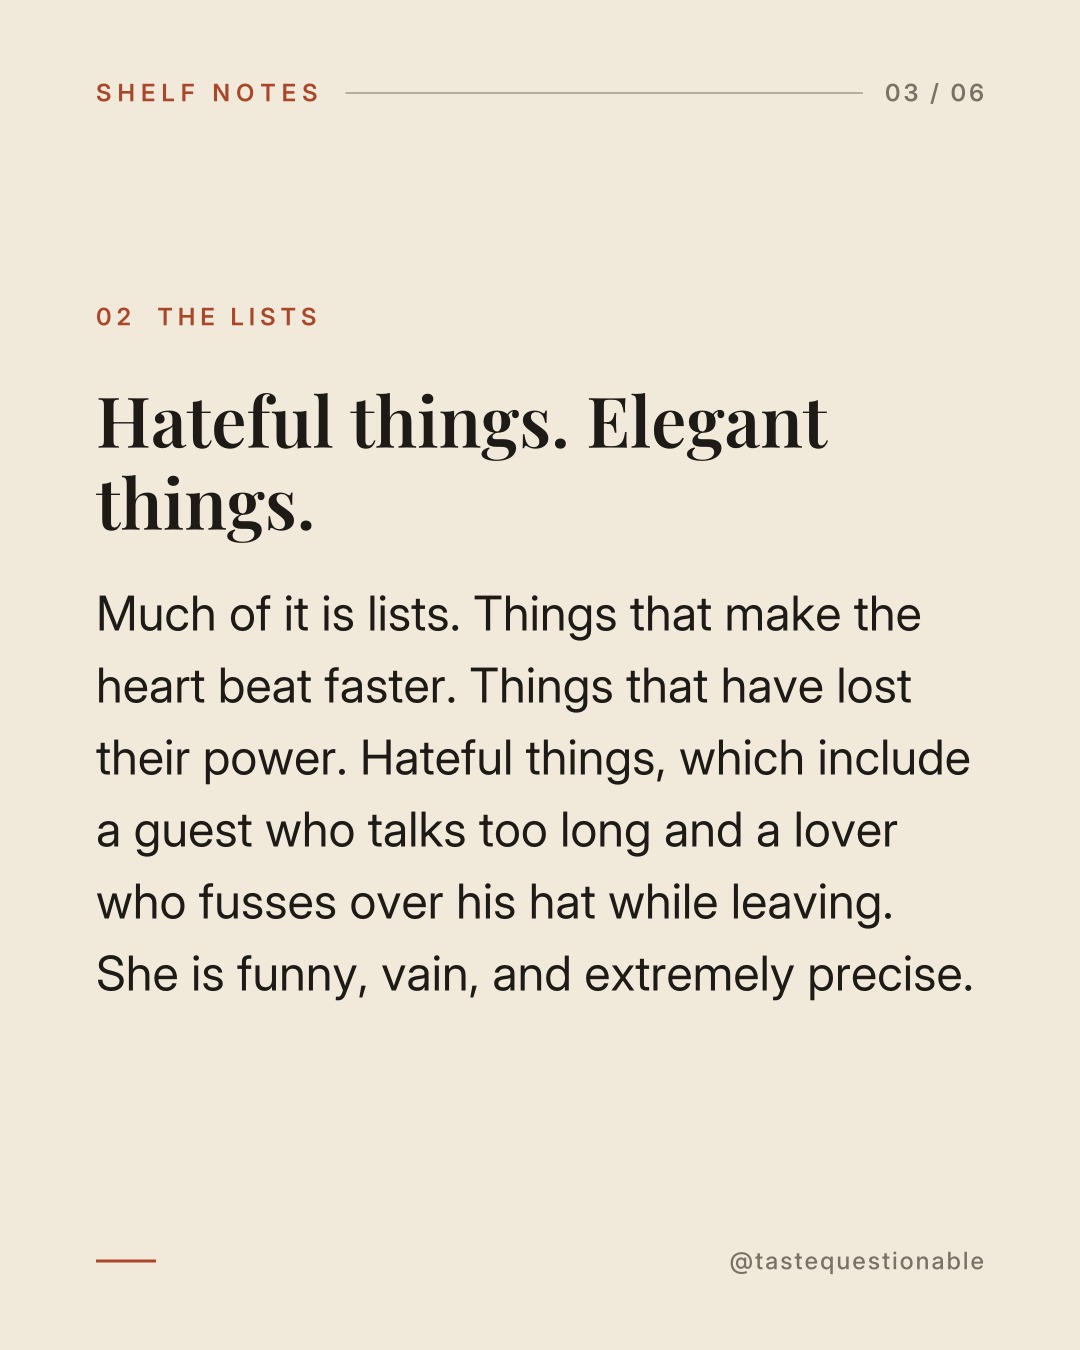 SHELF NOTES 03 / 06
02 THE LISTS
Hateful things. Elegant
things.
Much of it is lists. Things that make the
heart beat faster. Things that have lost
their power. Hateful things, which include
a guest who talks too long and a lover
who fusses over his hat while leaving.
She is funny, vain, and extremely precise.
@tastequestionable